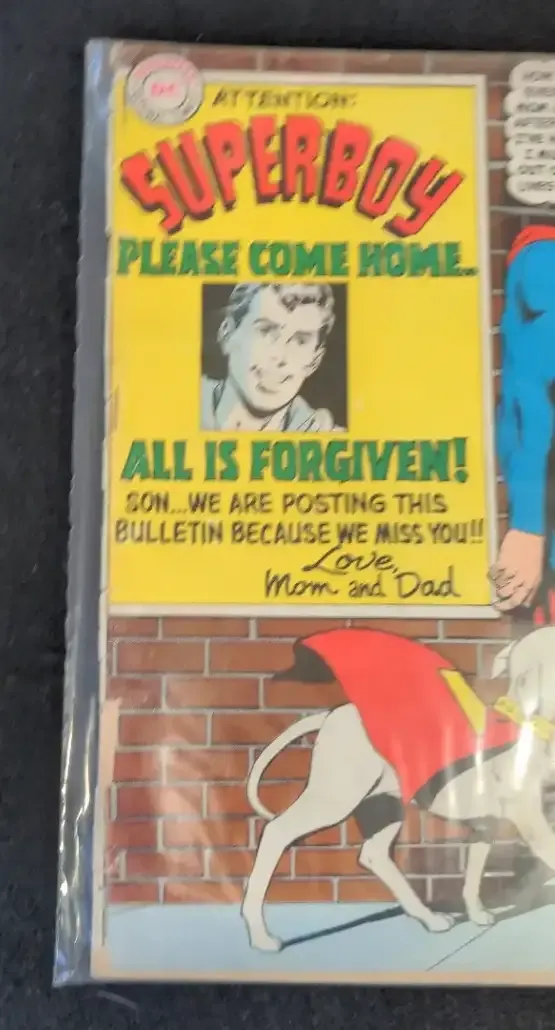 ATTENTION:
SUPERBOY
PLEASE COME HOME..
ALL IS FORGIVEN!
SON...WE ARE POSTING THIS
BULLETIN BECAUSE WE MISS YOU!!
Love,
Mom and Dad